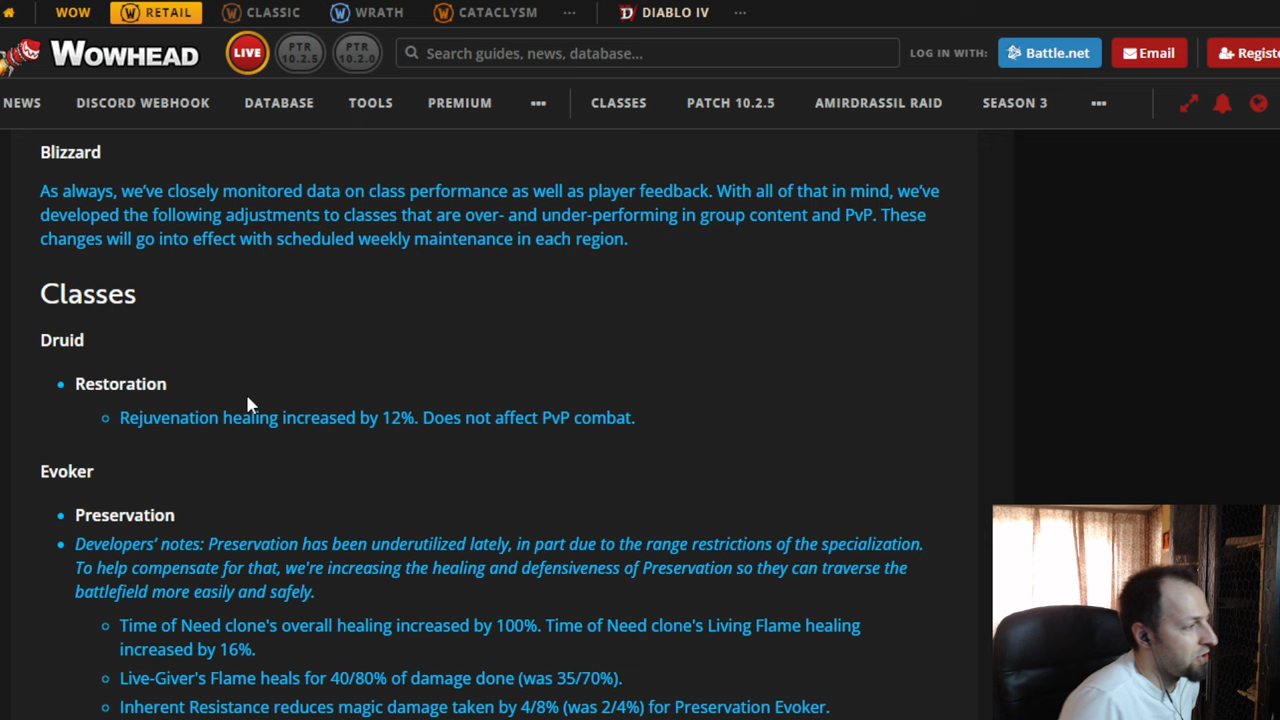 WOW RETAIL CLASSIC WRATH CATACLYSM ••• DIABLO IV •••
WOWHEAD LIVE PTR 10.2.5 PTR 10.2.0 Search guides, news, database... LOG IN WITH: Battle.net Email Registe
NEWS DISCORD WEBHOOK DATABASE TOOLS PREMIUM ••• CLASSES PATCH 10.2.5 AMIRDRASSIL RAID SEASON 3 •••
Blizzard
As always, we've closely monitored data on class performance as well as player feedback. With all of that in mind, we've
developed the following adjustments to classes that are over- and under-performing in group content and PvP. These
changes will go into effect with scheduled weekly maintenance in each region.
Classes
Druid
• Restoration
Rejuvenation healing increased by 12%. Does not affect PvP combat.
Evoker
• Preservation
• Developers' notes: Preservation has been underutilized lately, in part due to the range restrictions of the specialization.
To help compensate for that, we're increasing the healing and defensiveness of Preservation so they can traverse the
battlefield more easily and safely.
Time of Need clone's overall healing increased by 100%. Time of Need clone's Living Flame healing
increased by 16%.
Live-Giver's Flame heals for 40/80% of damage done (was 35/70%).
Inherent Resistance reduces magic damage taken by 4/8% (was 2/4%) for Preservation Evoker.